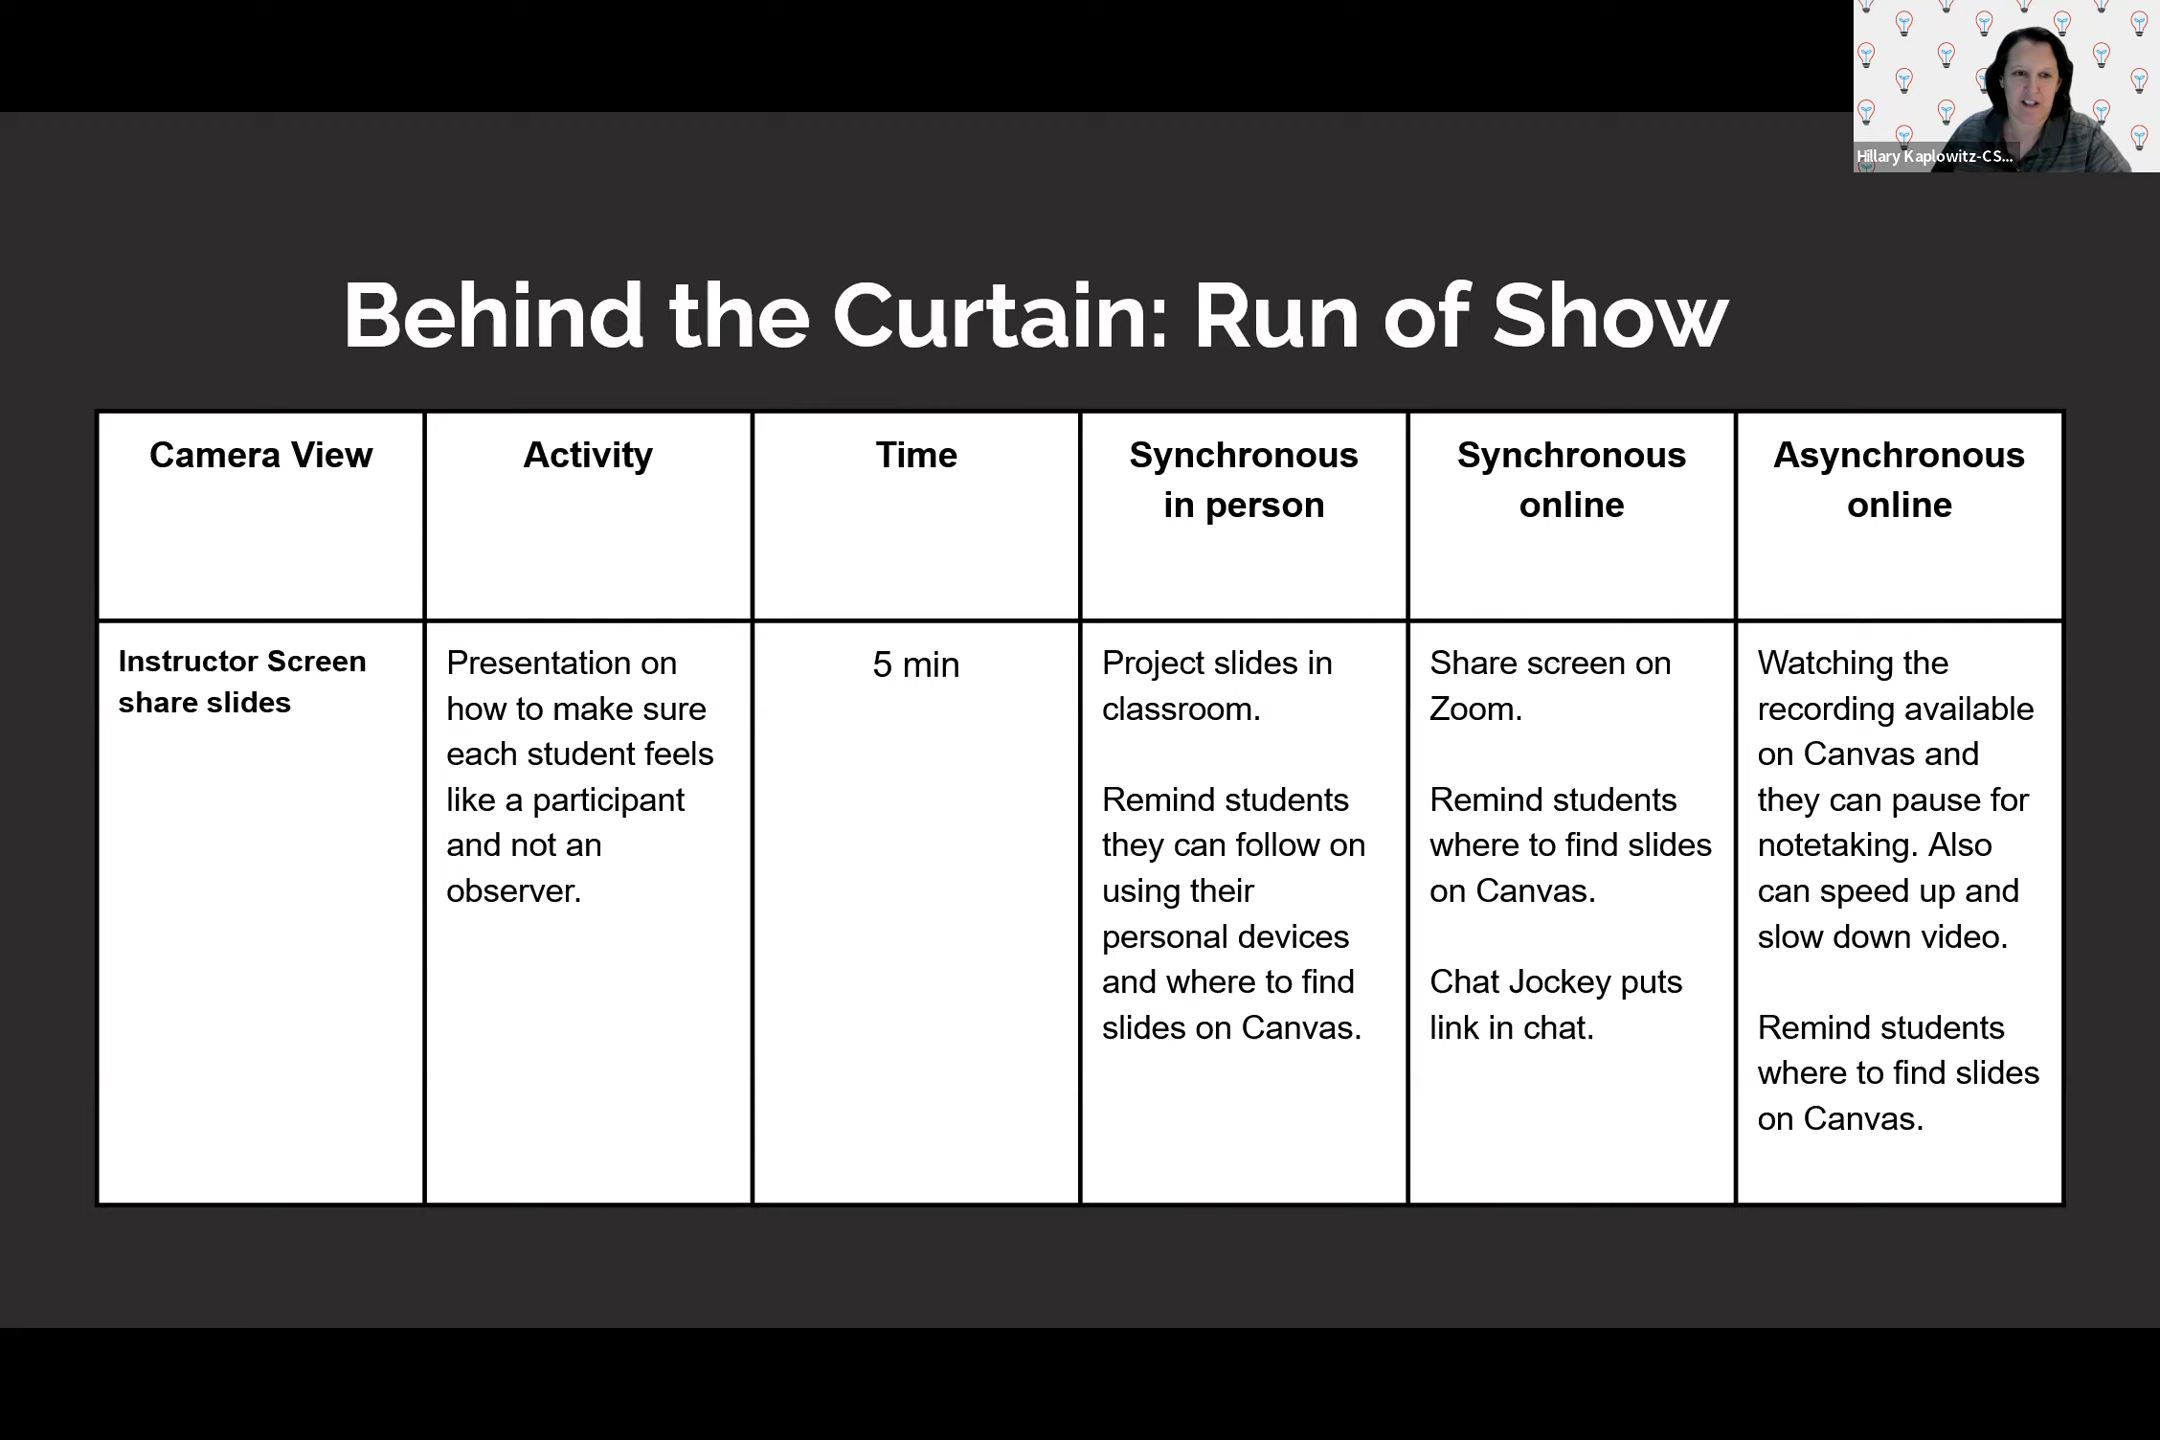 Hillary Kaplowitz-CS...
Behind the Curtain: Run of Show
Camera View
Activity
Time
Synchronous
in person
Synchronous
online
Asynchronous
online
Instructor Screen
share slides
Presentation on
how to make sure
each student feels
like a participant
and not an
observer.
5 min
Project slides in
classroom.
Remind students
they can follow on
using their
personal devices
and where to find
slides on Canvas.
Share screen on
Zoom.
Remind students
where to find slides
on Canvas.
Chat Jockey puts
link in chat.
Watching the
recording available
on Canvas and
they can pause for
notetaking. Also
can speed up and
slow down video.
Remind students
where to find slides
on Canvas.